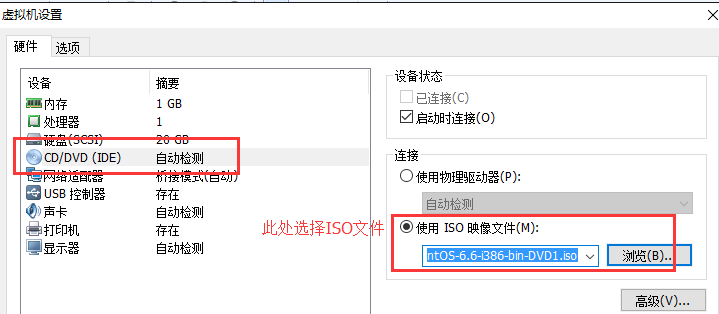 虚拟机设置
硬件 选项
设备 摘要
内存 1 GB
处理器 1
硬盘(SCSI) 20 GB
CD/DVD (IDE) 自动检测
网络适配器 桥接模式(自动)
USB 控制器 存在
声卡 自动检测
打印机 存在
显示器 自动检测
此处选择ISO文件
设备状态
已连接(C)
启动时连接(O)
连接
使用物理驱动器(P):
自动检测
使用 ISO 映像文件(M):
ntOS-6.6-i386-bin-DVD1.iso 浏览(B)...
高级(V)...